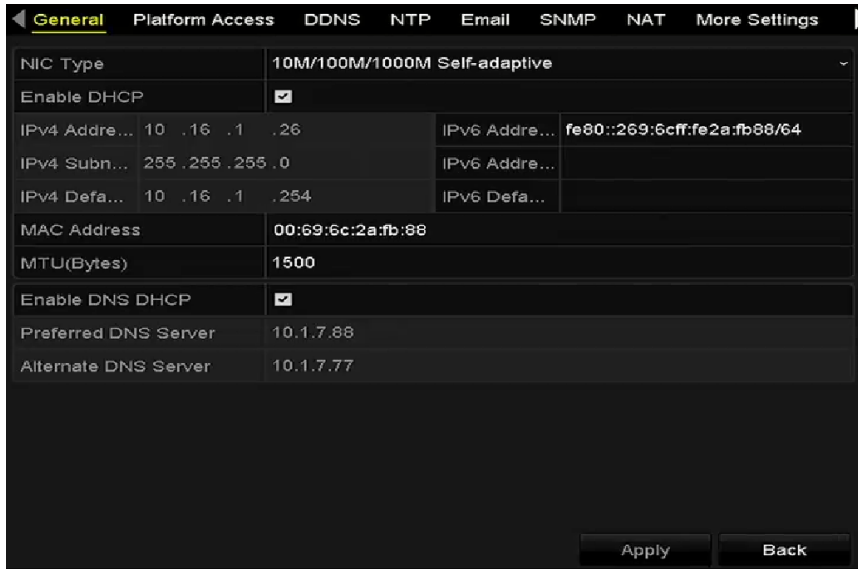 General Platform Access DDNS NTP Email SNMP NAT More Settings
NIC Type 10M/100M/1000M Self-adaptive
Enable DHCP
IPv4 Addre... 10 .16 .1 .26 IPv6 Addre... fe80::269:6cff:fe2a:fb88/64
IPv4 Subn... 255.255.255.0 IPv6 Addre...
IPv4 Defa... 10 .16 .1 .254 IPv6 Defa...
MAC Address 00:69:6c:2a:fb:88
MTU(Bytes) 1500
Enable DNS DHCP
Preferred DNS Server 10.1.7.88
Alternate DNS Server 10.1.7.77
Apply Back